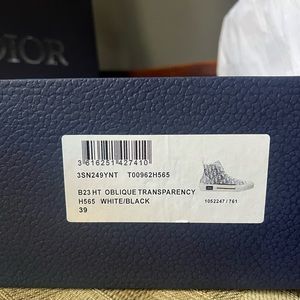 DIOR
3 616251 427410
3SN249YNT T00962H565
B23 HT OBLIQUE TRANSPARENCY
H565 WHITE/BLACK
39
1052247 / 761